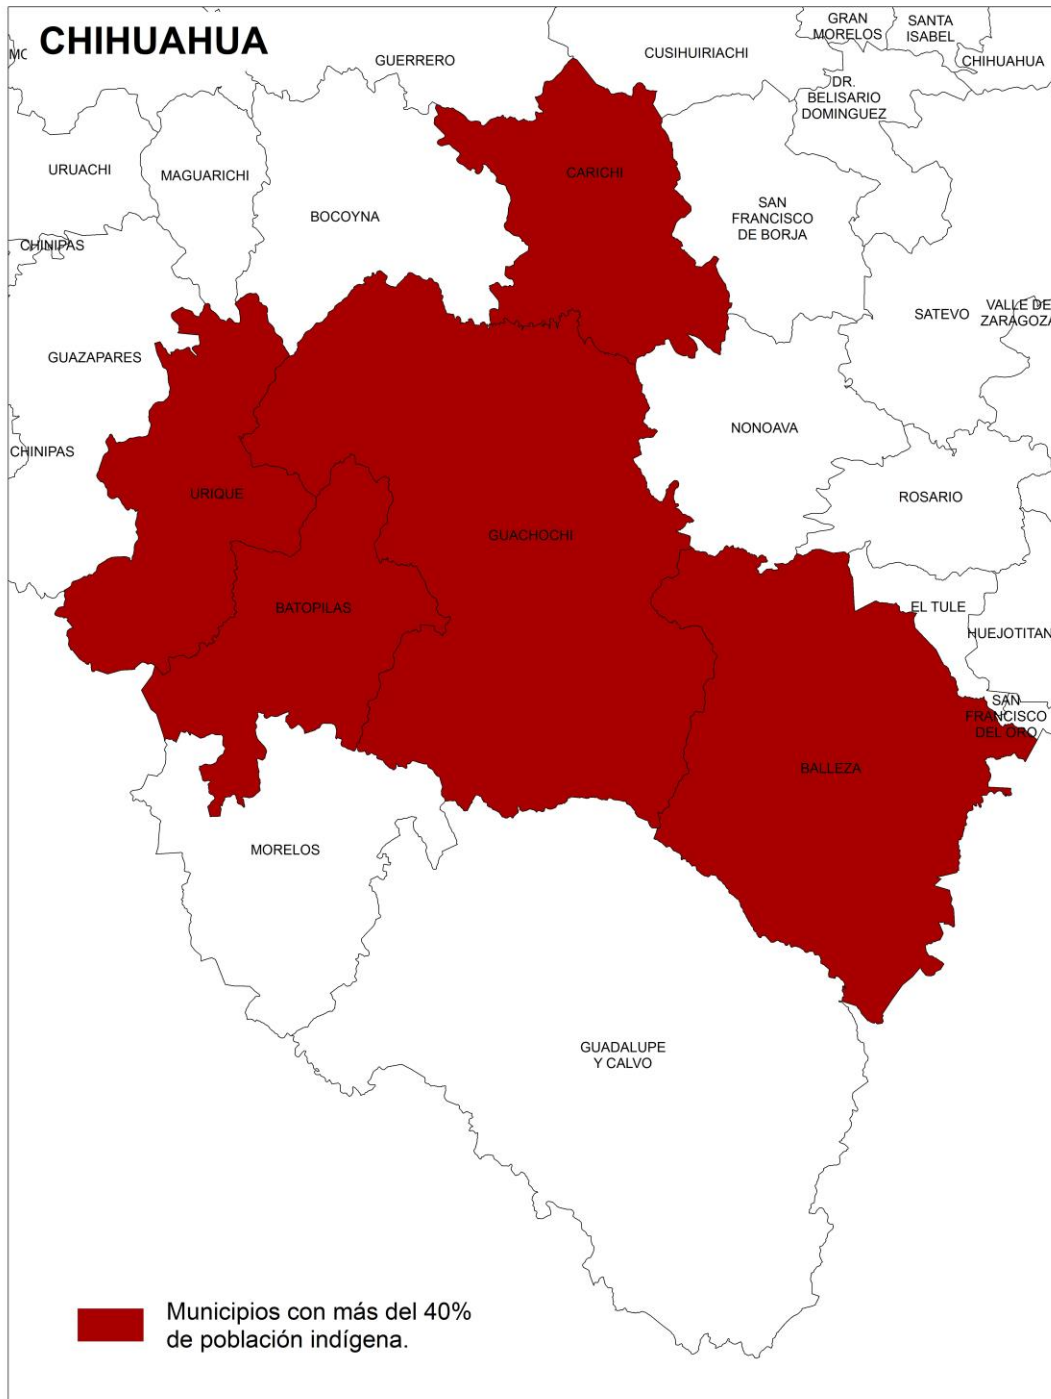 CHIHUAHUA
GUERRERO
CUSIHUIRIACHI
GRAN
MORELOS
SANTA
ISABEL
CHIHUAHUA
DR.
BELISARIO
DOMINGUEZ
URUACHI
MAGUARICHI
BOCOYNA
CARICHI
SAN
FRANCISCO
DE BORJA
CHINIPAS
SATEVO
VALLE DE
ZARAGOZA
GUAZAPARES
NONOAVA
CHINIPAS
URIQUE
ROSARIO
GUACHOCHI
BATOPILAS
EL TULE
HUEJOTITAN
SAN
FRANCISCO
DEL ORO
BALLEZA
MORELOS
GUADALUPE
Y CALVO
Municipios con más del 40%
de población indígena.